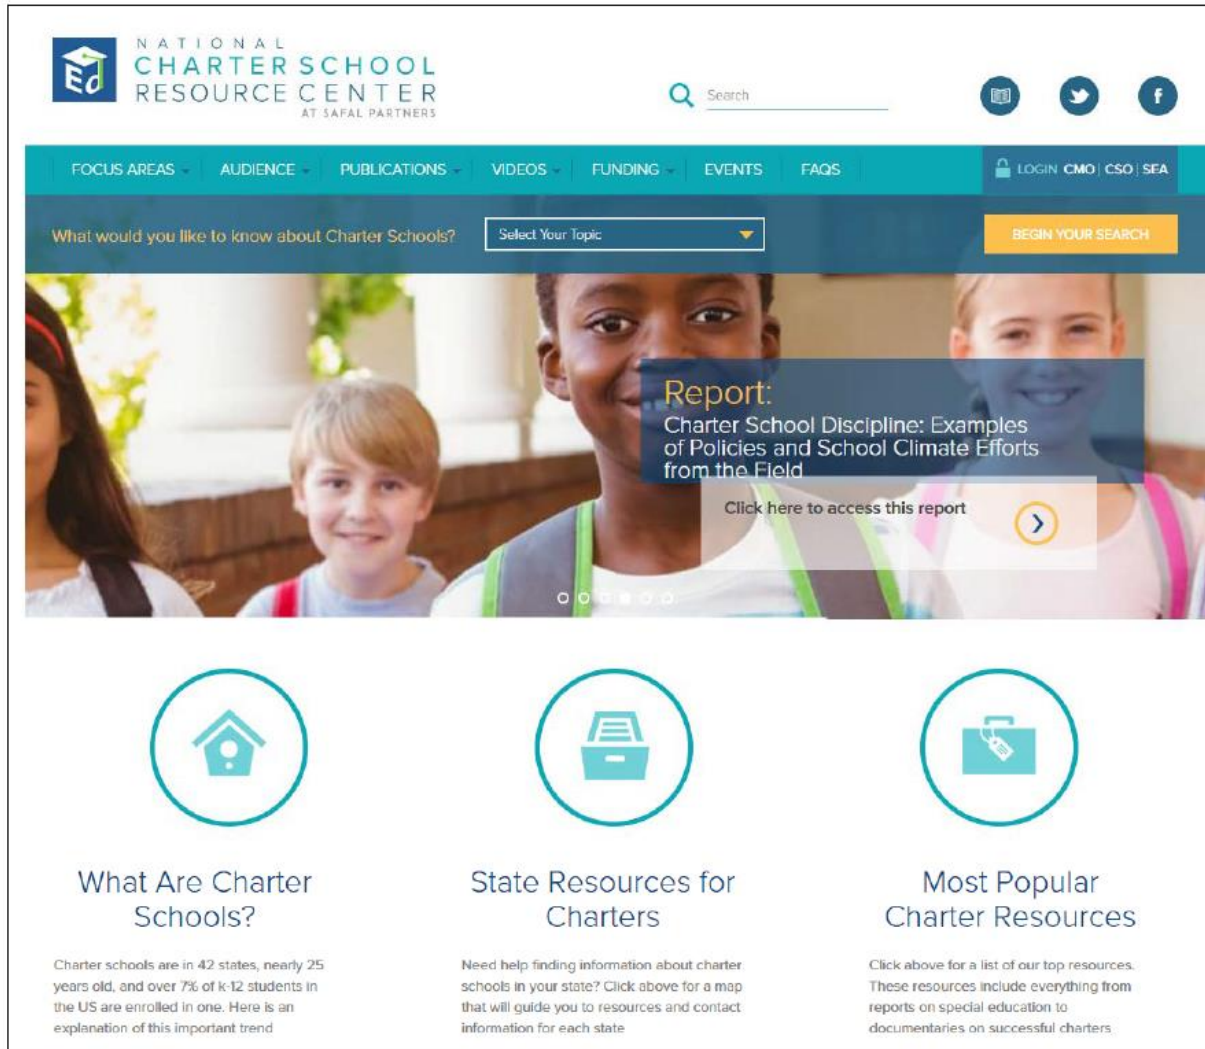 NATIONAL
CHARTER SCHOOL
RESOURCE CENTER
AT SAFAL PARTNERS
Ed
Search
f
FOCUS AREAS
AUDIENCE
PUBLICATIONS
VIDEOS
FUNDING
EVENTS
FAQS
LOGIN CMO | CSO | SEA
What would you like to know about Charter Schools?
Select Your Topic
BEGIN YOUR SEARCH
Report:
Charter School Discipline: Examples
of Policies and School Climate Efforts
from the Field
Click here to access this report
What Are Charter
Schools?
Charter schools are in 42 states, nearly 25
years old, and over 7% of k-12 students in
the US are enrolled in one. Here is an
explanation of this important trend
State Resources for
Charters
Need help finding information about charter
schools in your state? Click above for a map
that will guide you to resources and contact
information for each state
Most Popular
Charter Resources
Click above for a list of our top resources.
These resources include everything from
reports on special education to
documentaries on successful charters